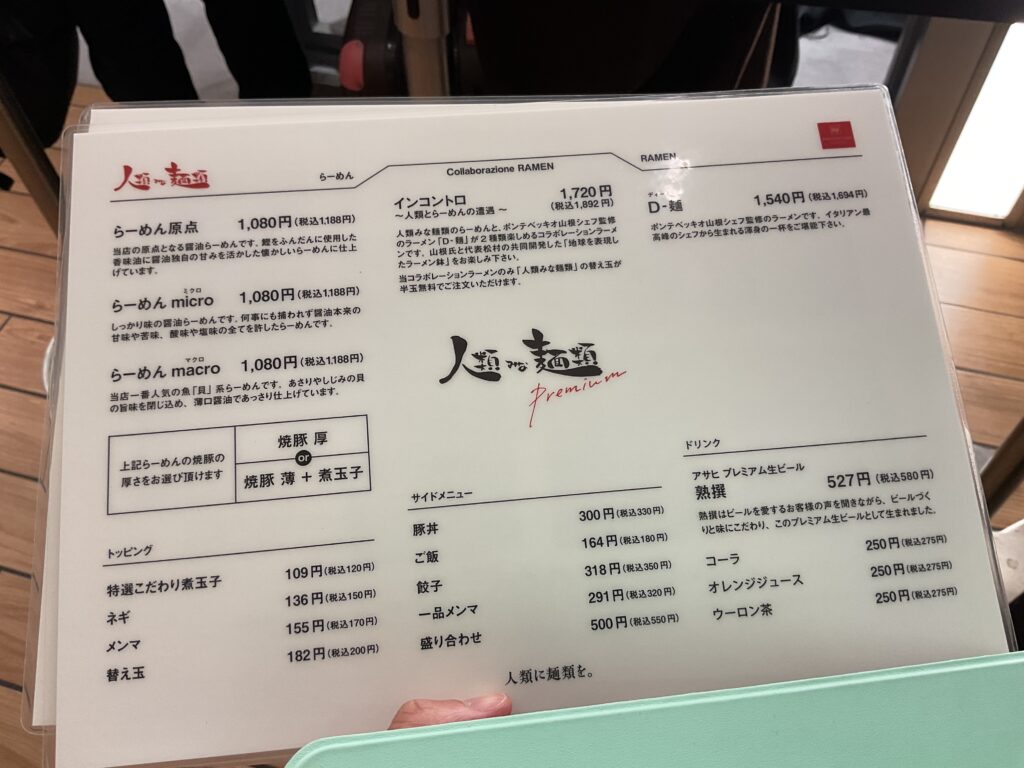 人類みな麺類
らーめん
らーめん原点 1,080円(税込1,188円)
当店の原点となる醤油らーめんです。鰹をふんだんに使用した
香味油に醤油独自の甘みを活かした懐かしいらーめんに仕上
げています。
ミクロ
らーめん micro 1,080円(税込1,188円)
しっかり味の醤油らーめんです。何事にも捕われず醤油本来の
甘味や苦味、酸味や塩味の全てを許したらーめんです。
マクロ
らーめん macro 1,080円(税込1,188円)
当店一番人気の魚「貝」系らーめんです。あさりやしじみの貝
の旨味を閉じ込め、薄口醤油であっさり仕上げています。
上記らーめんの焼豚の
厚さをお選び頂けます
焼豚 厚
or
焼豚 薄 + 煮玉子
トッピング
特選こだわり煮玉子 109円(税込120円)
ネギ 136円(税込150円)
メンマ 155円(税込170円)
替え玉 182円(税込200円)
Collaborazione RAMEN
インコントロ 1,720円
〜人類とらーめんの遭遇〜 (税込1,892円)
人類みな麺類のらーめんと、ポンテベッキオ山根シェフ監修
のラーメン「D-麺」が2種類楽しめるコラボレーションラーメ
ンです。山根氏と代表松村の共同開発した「地球を表現し
たラーメン鉢」をお楽しみ下さい。
当コラボレーションラーメンのみ「人類みな麺類」の替え玉が
半玉無料でご注文いただけます。
人類みな麺類
Premium
サイドメニュー
豚丼 300円(税込330円)
ご飯 164円(税込180円)
餃子 318円(税込350円)
一品メンマ 291円(税込320円)
盛り合わせ 500円(税込550円)
RAMEN
ディー
D-麺 1,540円(税込1,694円)
ポンテベッキオ山根シェフ監修のラーメンです。イタリアン最
高峰のシェフから生まれる渾身の一杯をご堪能下さい。
ドリンク
アサヒ プレミアム生ビール
熟撰 527円(税込580円)
熟撰はビールを愛するお客様の声を聞きながら、ビールづく
りと味にこだわり、このプレミアム生ビールとして生まれました。
コーラ 250円(税込275円)
オレンジジュース 250円(税込275円)
ウーロン茶 250円(税込275円)
人類に麺類を。